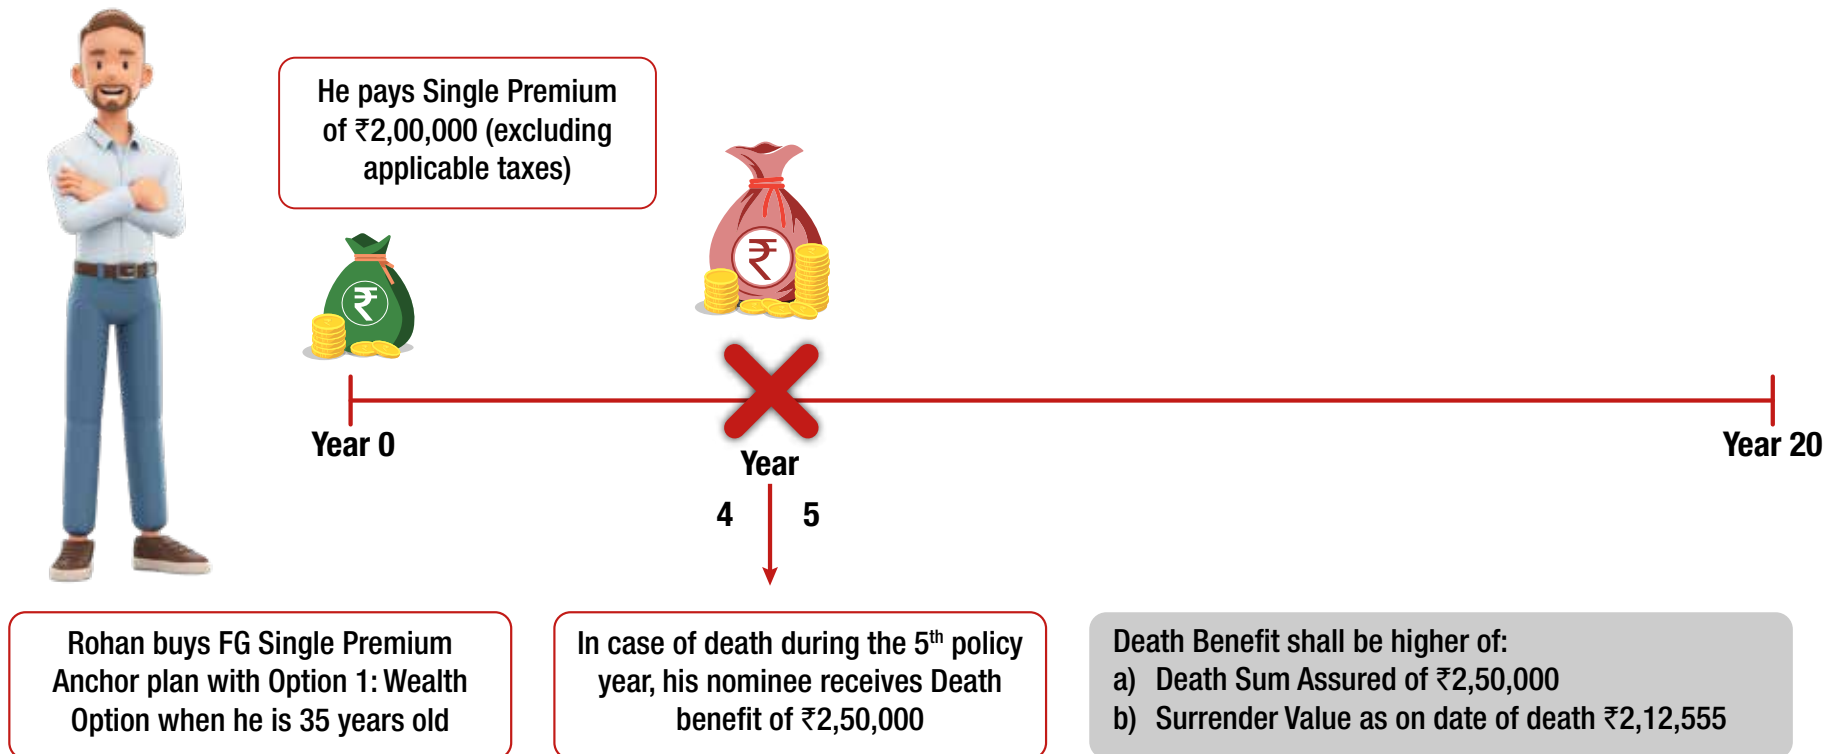 He pays Single Premium
of ₹2,00,000 (excluding
applicable taxes)
₹
₹
Year 0
Year
Year 20
4
5
Rohan buys FG Single Premium
Anchor plan with Option 1: Wealth
Option when he is 35 years old
In case of death during the 5th policy
year, his nominee receives Death
benefit of ₹2,50,000
Death Benefit shall be higher of:
a) Death Sum Assured of ₹2,50,000
b) Surrender Value as on date of death ₹2,12,555